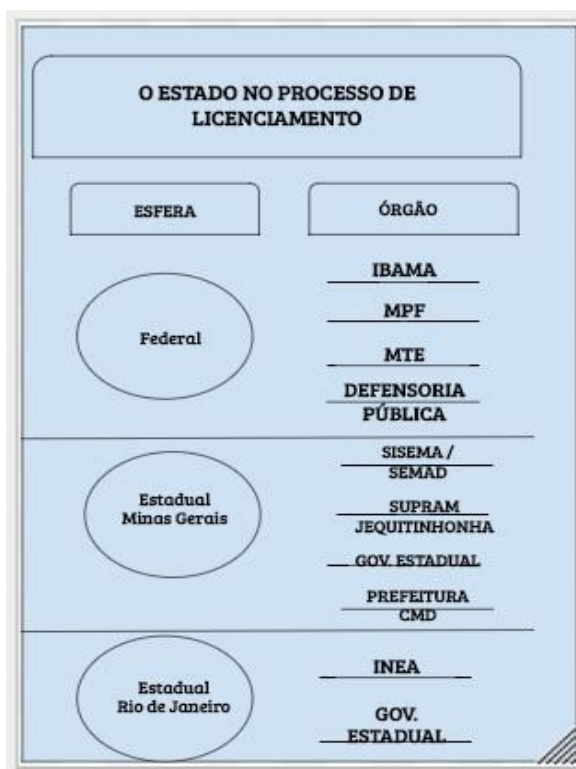 O ESTADO NO PROCESSO DE
LICENCIAMENTO
ESFERA
ÓRGÃO
Federal
IBAMA
MPF
MTE
DEFENSORIA
PÚBLICA
Estadual
Minas Gerais
SISEMA /
SEMAD
SUPRAM
JEQUITINHONHA
GOV. ESTADUAL
PREFEITURA
CMD
Estadual
Rio de Janeiro
INEA
GOV.
ESTADUAL